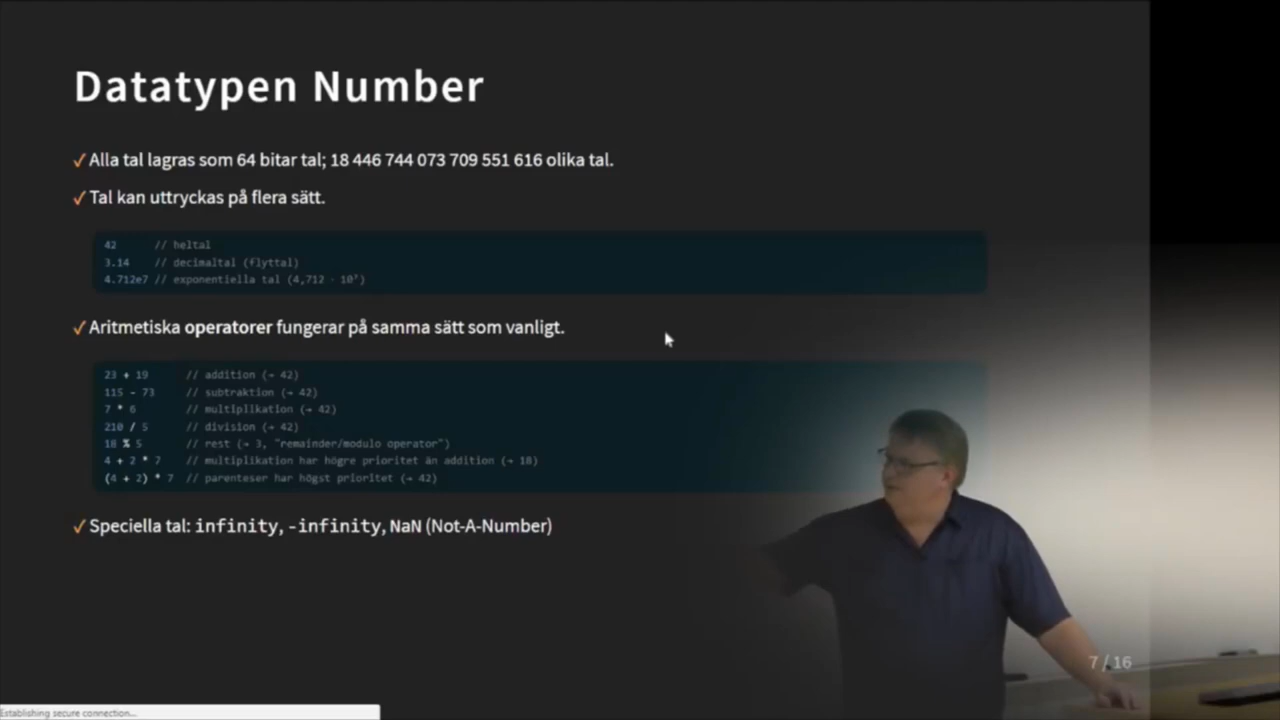 Datatypen Number
✓ Alla tal lagras som 64 bitar tal; 18 446 744 073 709 551 616 olika tal.
✓ Tal kan uttryckas på flera sätt.
42 // heltal
3.14 // decimaltal (flyttal)
4.712e7 // exponentiella tal (4,712 · 10⁷)
✓ Aritmetiska operatorer fungerar på samma sätt som vanligt.
23 + 19 // addition (→ 42)
115 - 73 // subtraktion (→ 42)
7 * 6 // multiplikation (→ 42)
210 / 5 // division (→ 42)
18 % 5 // rest (→ 3, "remainder/modulo operator")
4 + 2 * 7 // multiplikation har högre prioritet än addition (→ 18)
(4 + 2) * 7 // parenteser har högst prioritet (→ 42)
✓ Speciella tal: infinity, -infinity, NaN (Not-A-Number)
7 / 16
Establishing secure connection...